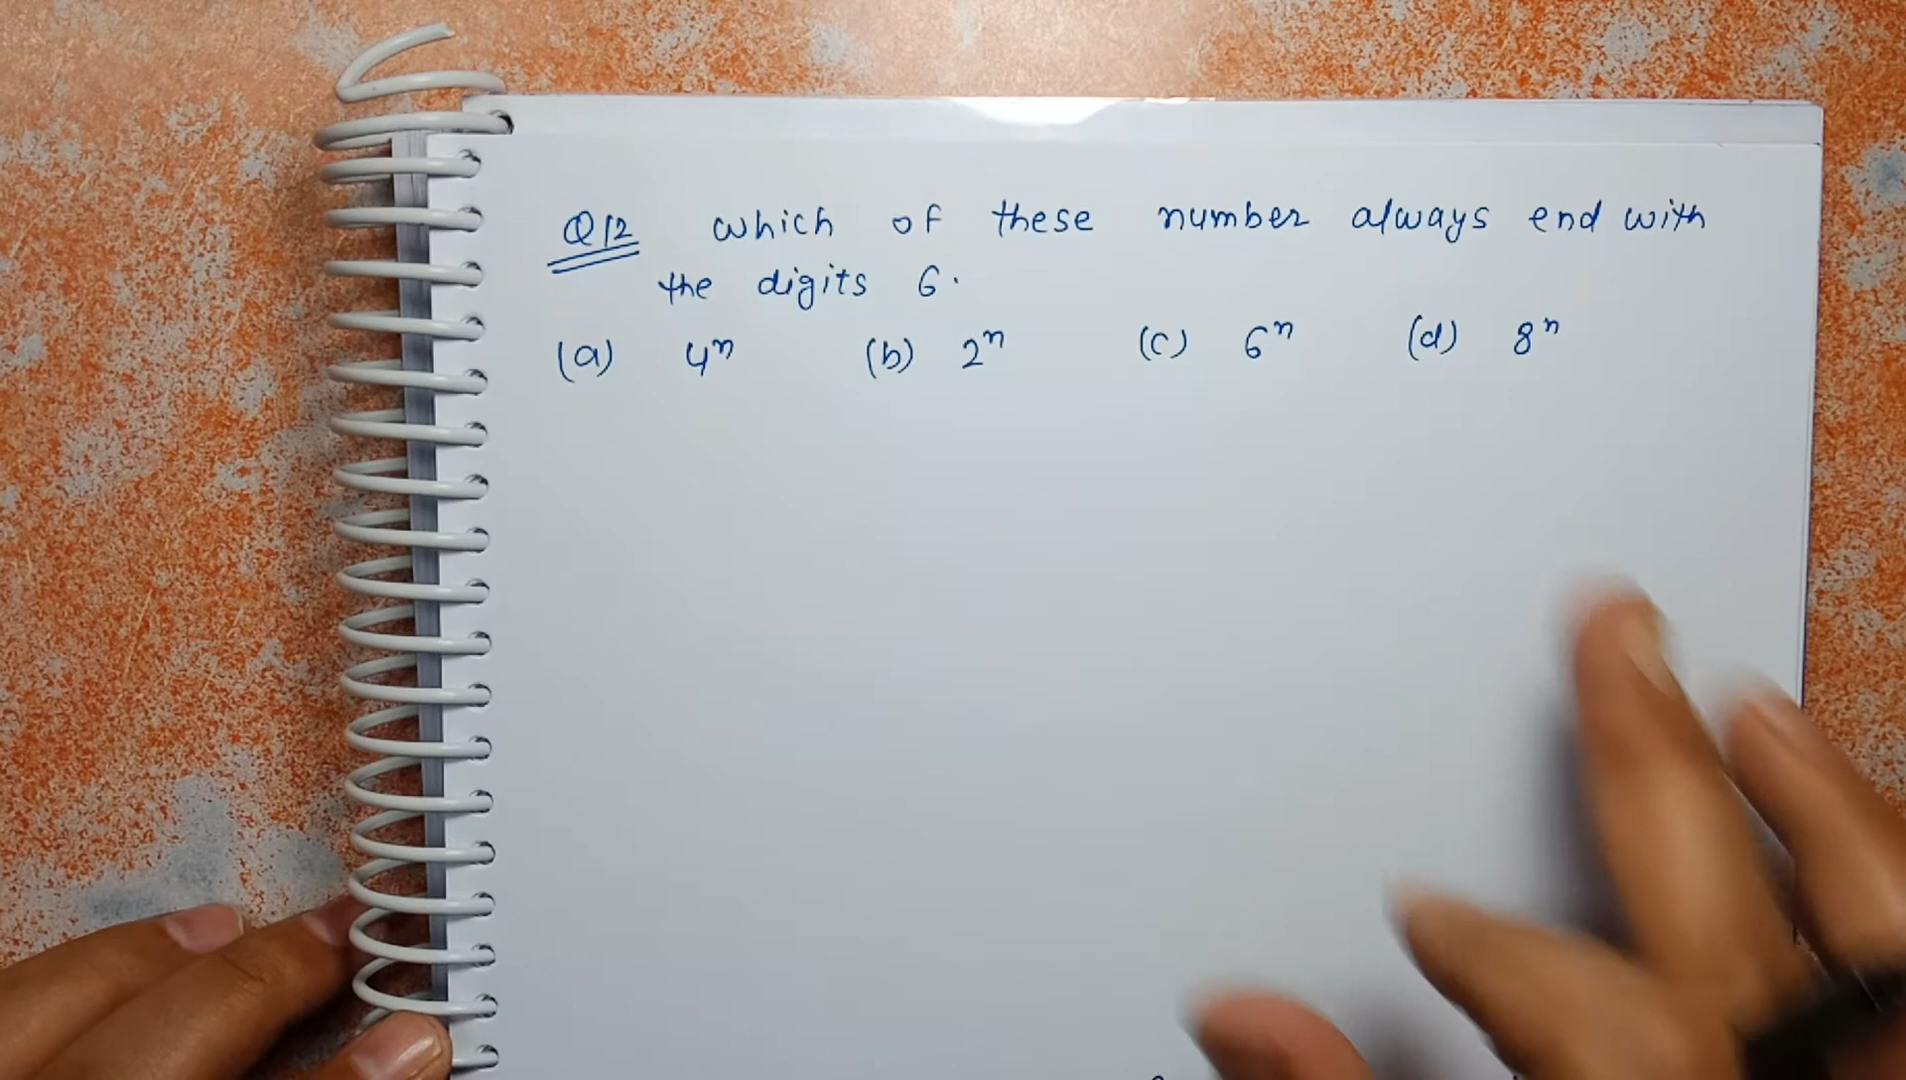 Q12 which of these number always end with
the digits 6.
(a) 4ⁿ (b) 2ⁿ (c) 6ⁿ (d) 8ⁿ